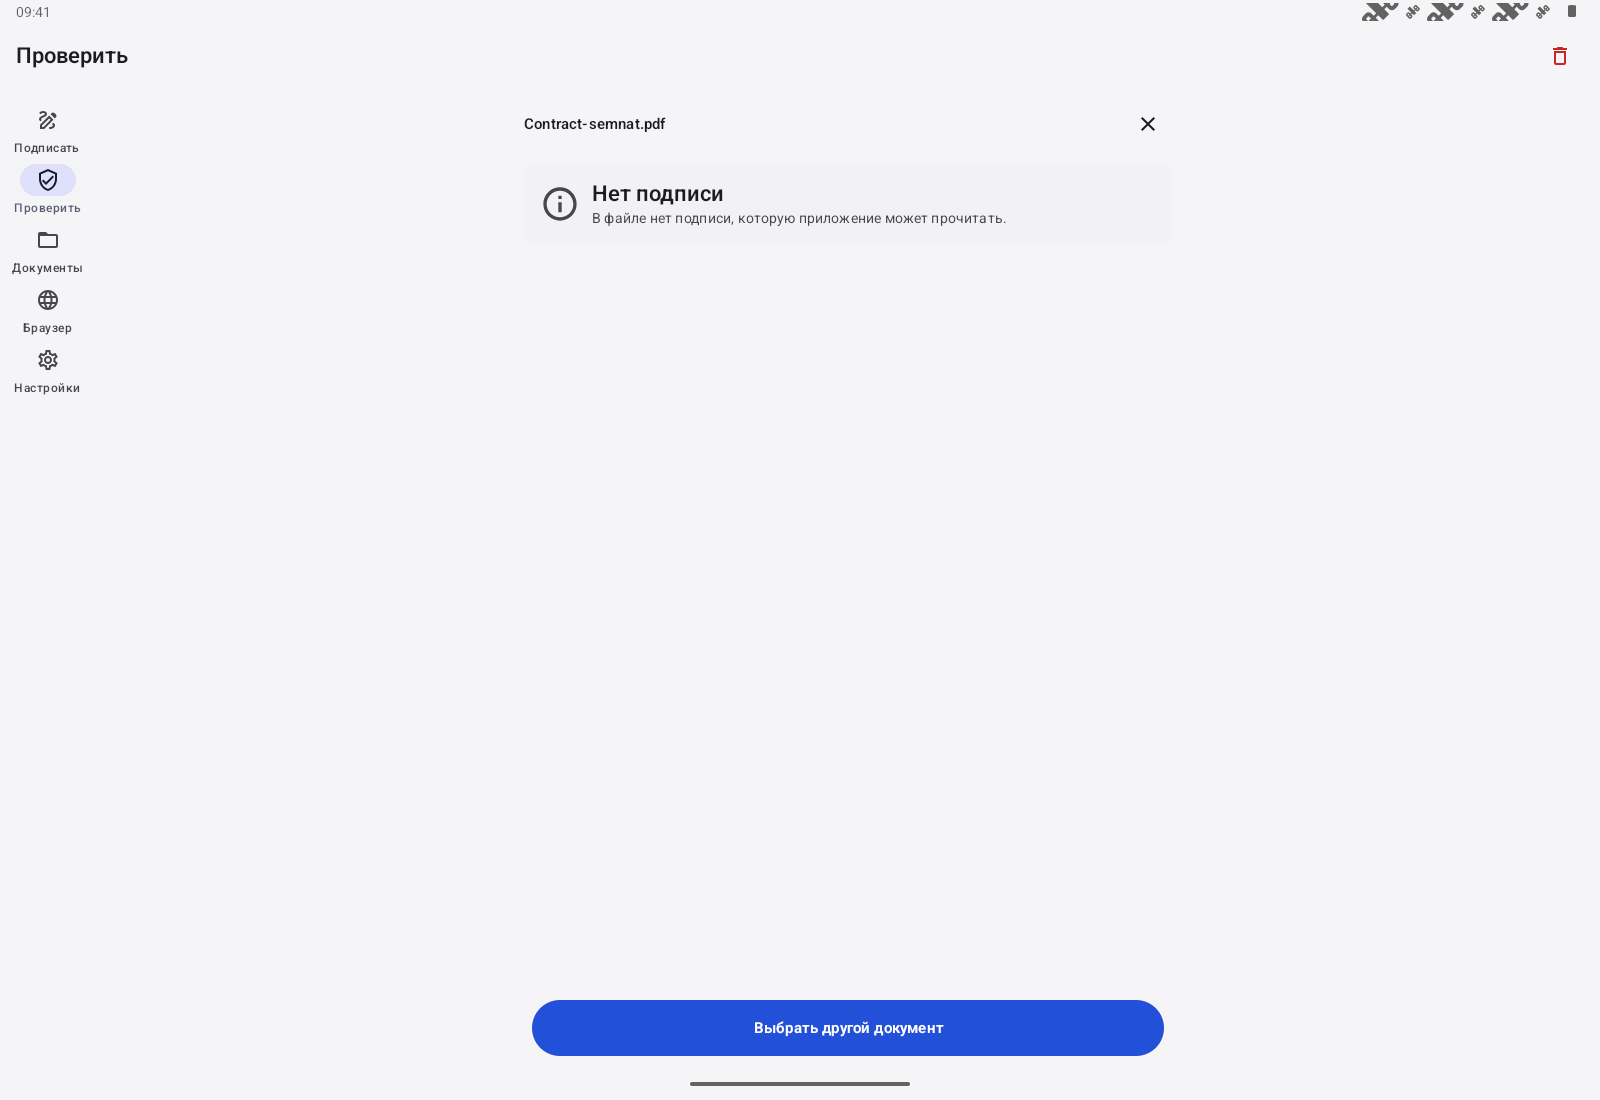 09:41
Проверить
Подписать
Проверить
Документы
Браузер
Настройки
Contract-semnat.pdf
Нет подписи
В файле нет подписи, которую приложение может прочитать.
Выбрать другой документ